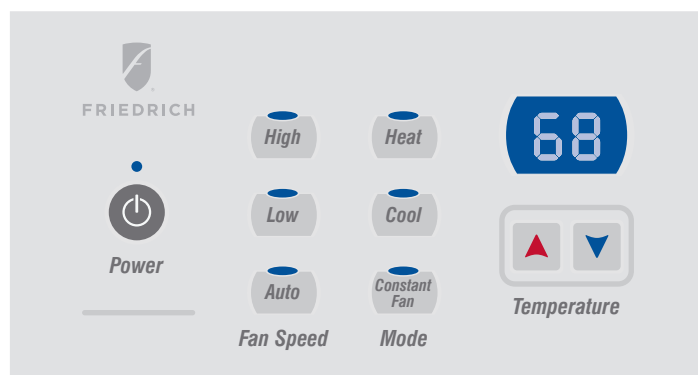 FRIEDRICH
Power
High
Low
Auto
Fan Speed
Heat
Cool
Constant
Fan
Mode
68
Temperature